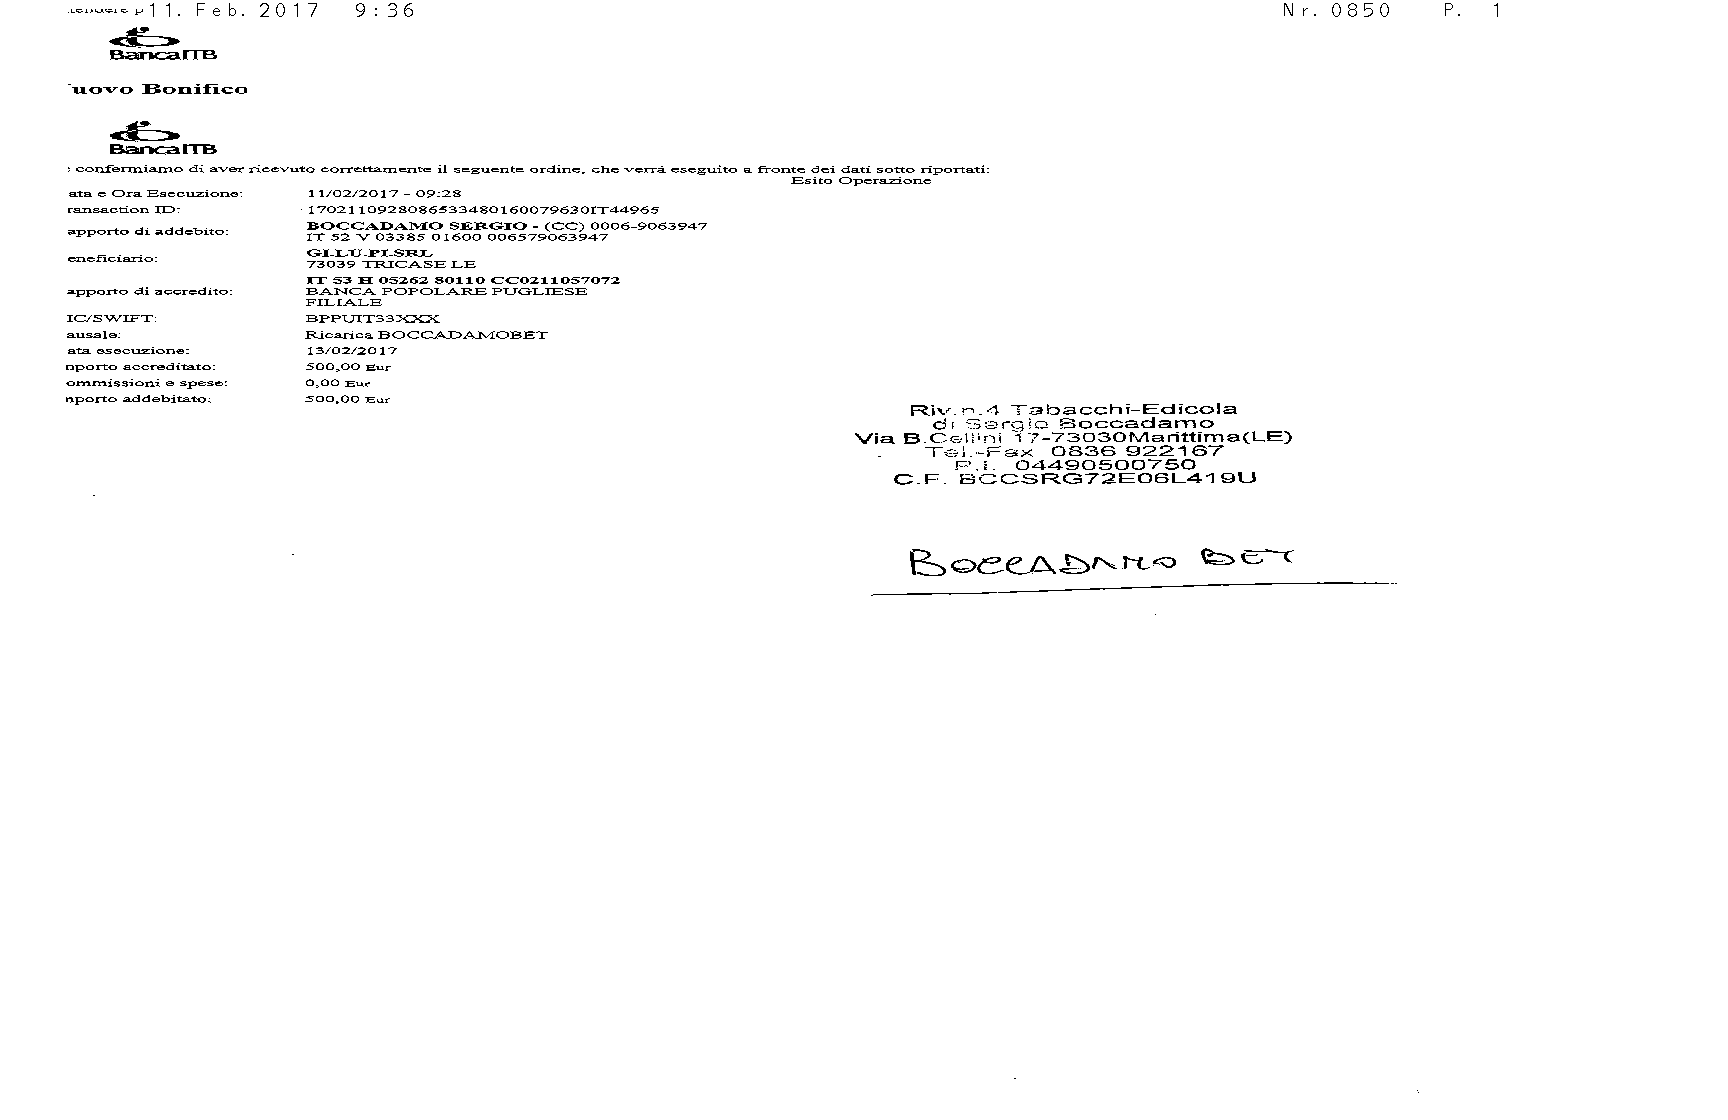 11. Feb. 2017 9:36 Nr. 0850 P. 1
BancaITB
uovo Bonifico
BancaITB
confermiamo di aver ricevuto correttamente il seguente ordine, che verrà eseguito a fronte dei dati sotto riportati:
Esito Operazione
ata e Ora Esecuzione: 11/02/2017 - 09:28
ransaction ID: 170211092808653348016007963OIT44965
apporto di addebito: BOCCADAMO SERGIO - (CC) 0006-9063947
IT 52 V 03385 01600 006579063947
eneficiario: GI.LU.PI.SRL
73039 TRICASE LE
apporto di accredito: IT 53 H 05262 80110 CC0211057072
BANCA POPOLARE PUGLIESE
FILIALE
IC/SWIFT: BPPUIT33XXX
ausale: Ricarica BOCCADAMOBET
ata esecuzione: 13/02/2017
nporto accreditato: 500,00 Eur
ommissioni e spese: 0,00 Eur
nporto addebitato: 500,00 Eur
Riv.n.4 Tabacchi-Edicola
di Sergio Boccadamo
Via B.Cellini 17-73030Marittima(LE)
Tel.-Fax 0836 922167
P.I. 04490500750
C.F. BCCSRG72E06L419U
BOCCADAMO BET